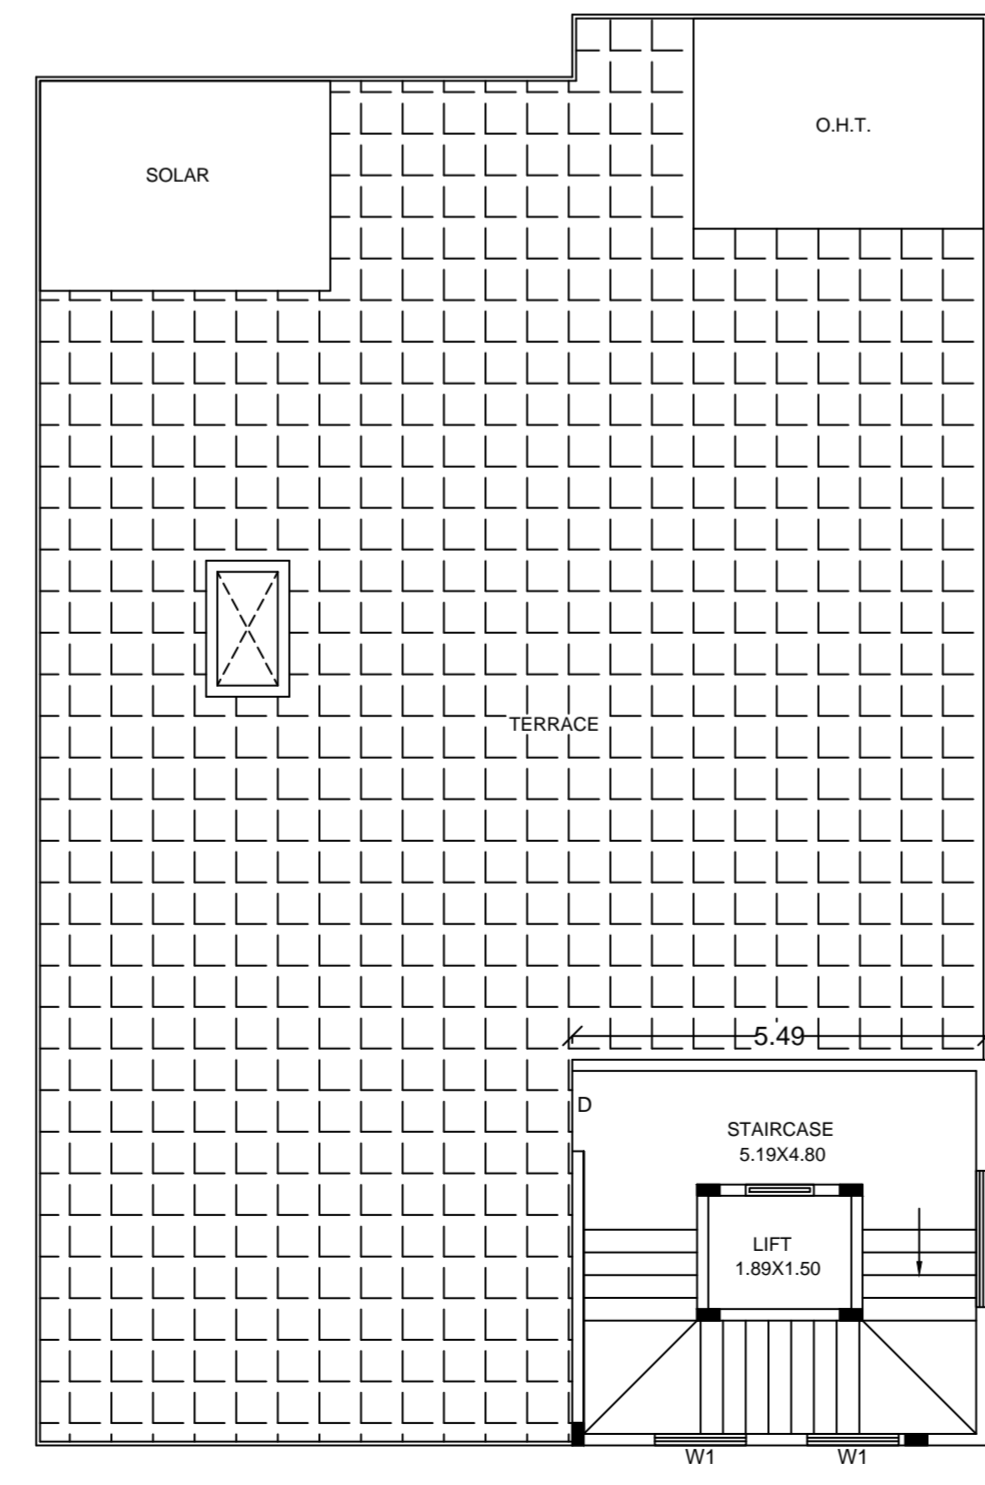 O.H.T.
SOLAR
TERRACE
5.49
D
STAIRCASE
5.19X4.80
LIFT
1.89X1.50
W1
W1